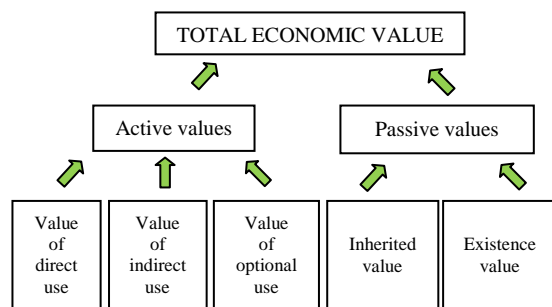 TOTAL ECONOMIC VALUE
Active values
Passive values
Value
of
direct
use
Value
of
indirect
use
Value
of
optional
use
Inherited
value
Existence
value